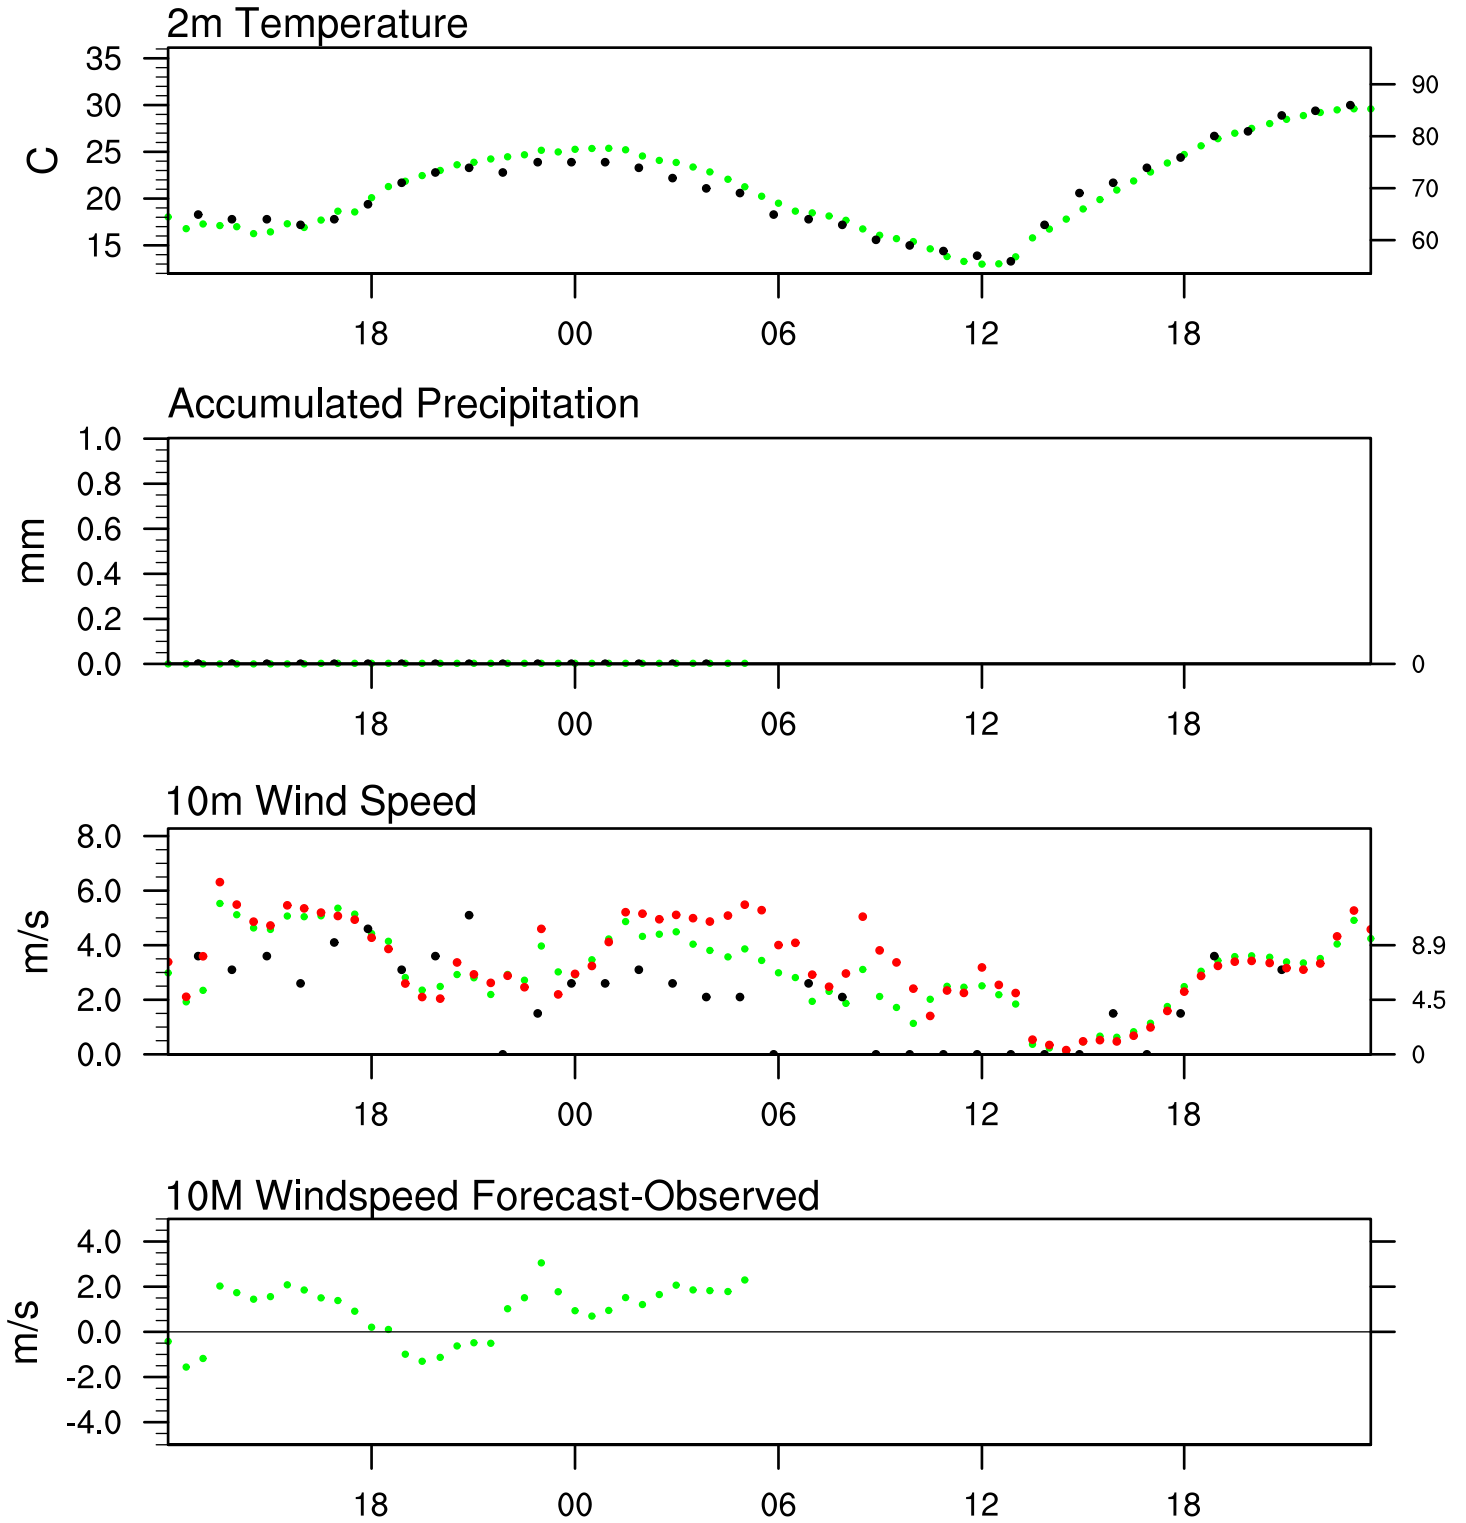 2m Temperature
35
30
25
20
15
C
90
80
70
60
18 00 06 12 18
Accumulated Precipitation
1.0
0.8
0.6
0.4
0.2
0.0
mm
0
18 00 06 12 18
10m Wind Speed
8.0
6.0
4.0
2.0
0.0
m/s
8.9
4.5
0
18 00 06 12 18
10M Windspeed Forecast-Observed
4.0
2.0
0.0
-2.0
-4.0
m/s
18 00 06 12 18